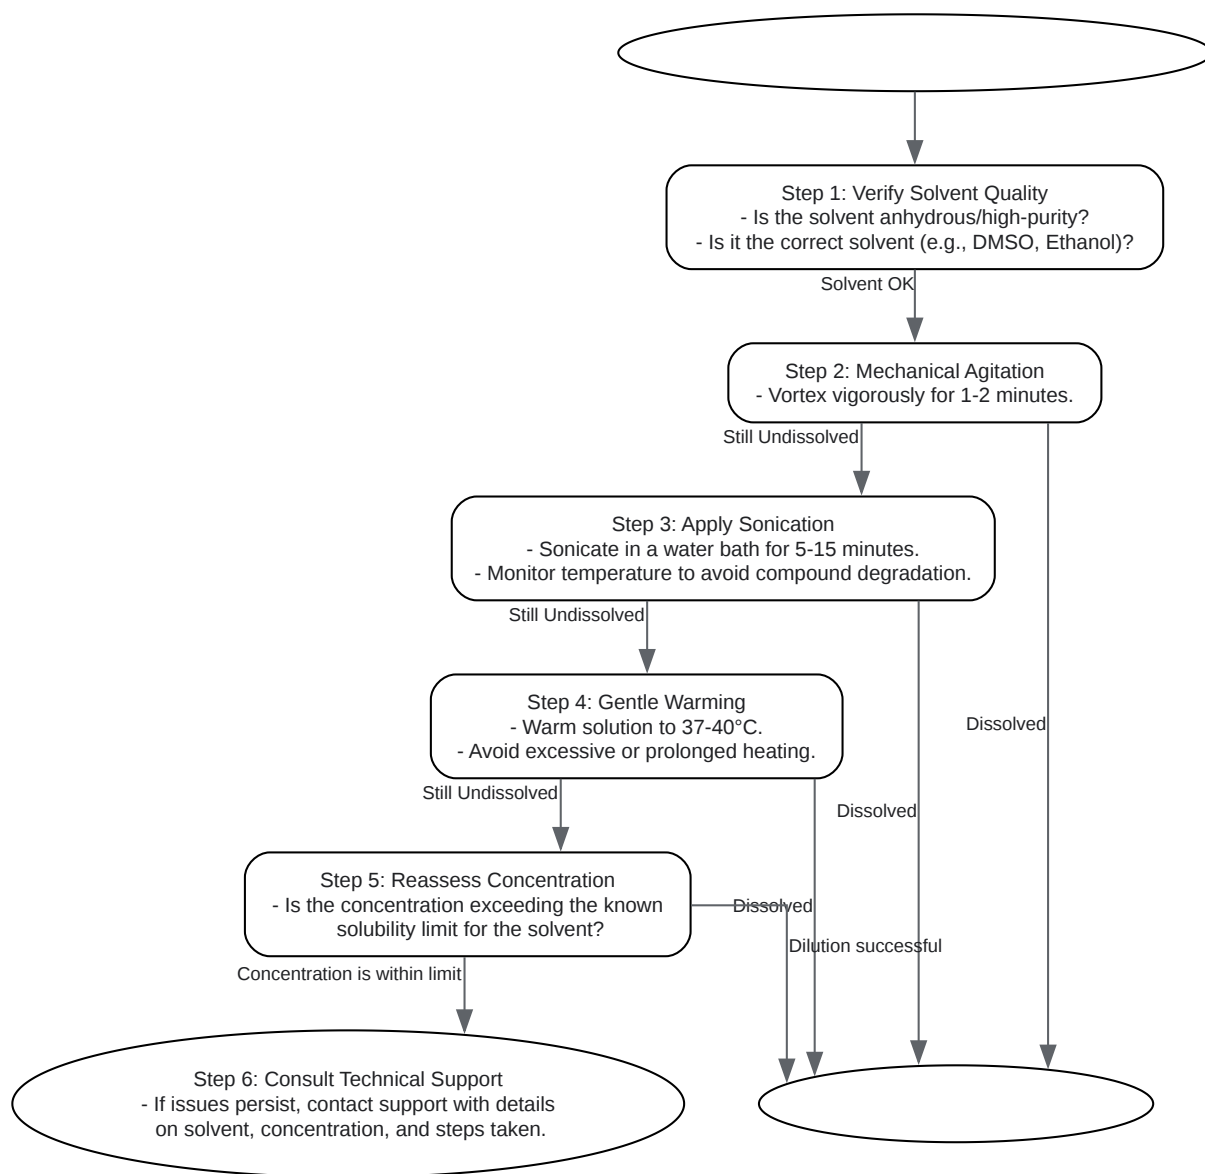 Step 1: Verify Solvent Quality
- Is the solvent anhydrous/high-purity?
- Is it the correct solvent (e.g., DMSO, Ethanol)?
Solvent OK
Step 2: Mechanical Agitation
- Vortex vigorously for 1-2 minutes.
Still Undissolved
Step 3: Apply Sonication
- Sonicate in a water bath for 5-15 minutes.
- Monitor temperature to avoid compound degradation.
Still Undissolved
Step 4: Gentle Warming
- Warm solution to 37-40°C.
- Avoid excessive or prolonged heating.
Dissolved
Still Undissolved
Dissolved
Step 5: Reassess Concentration
- Is the concentration exceeding the known
solubility limit for the solvent?
Dissolved
Dilution successful
Concentration is within limit
Step 6: Consult Technical Support
- If issues persist, contact support with details
on solvent, concentration, and steps taken.